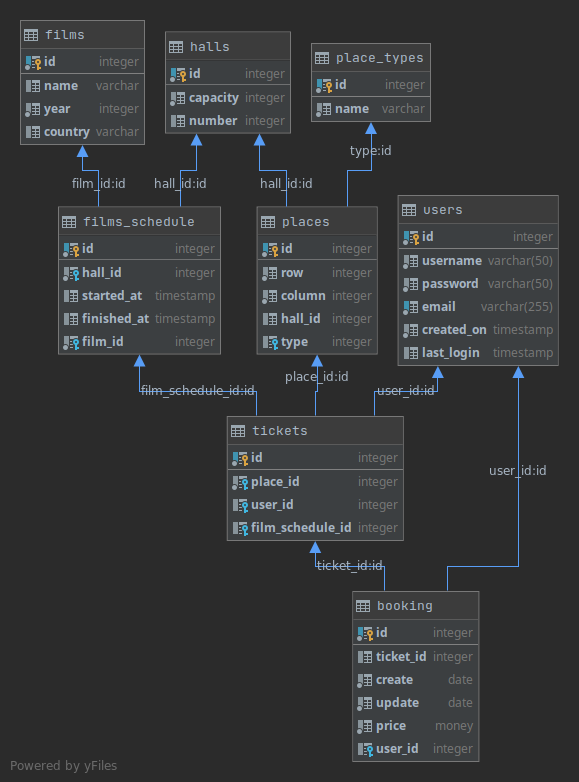 films
id integer
name varchar
year integer
country varchar
halls
id integer
capacity integer
number integer
place_types
id integer
name varchar
film_id:id
hall_id:id
hall_id:id
type:id
films_schedule
id integer
hall_id integer
started_at timestamp
finished_at timestamp
film_id integer
places
id integer
row integer
column integer
hall_id integer
type integer
users
id integer
username varchar(50)
password varchar(50)
email varchar(255)
created_on timestamp
last_login timestamp
film_schedule_id:id
place_id:id
user_id:id
tickets
id integer
place_id integer
user_id integer
film_schedule_id integer
user_id:id
ticket_id:id
booking
id integer
ticket_id integer
create date
update date
price money
user_id integer
Powered by yFiles